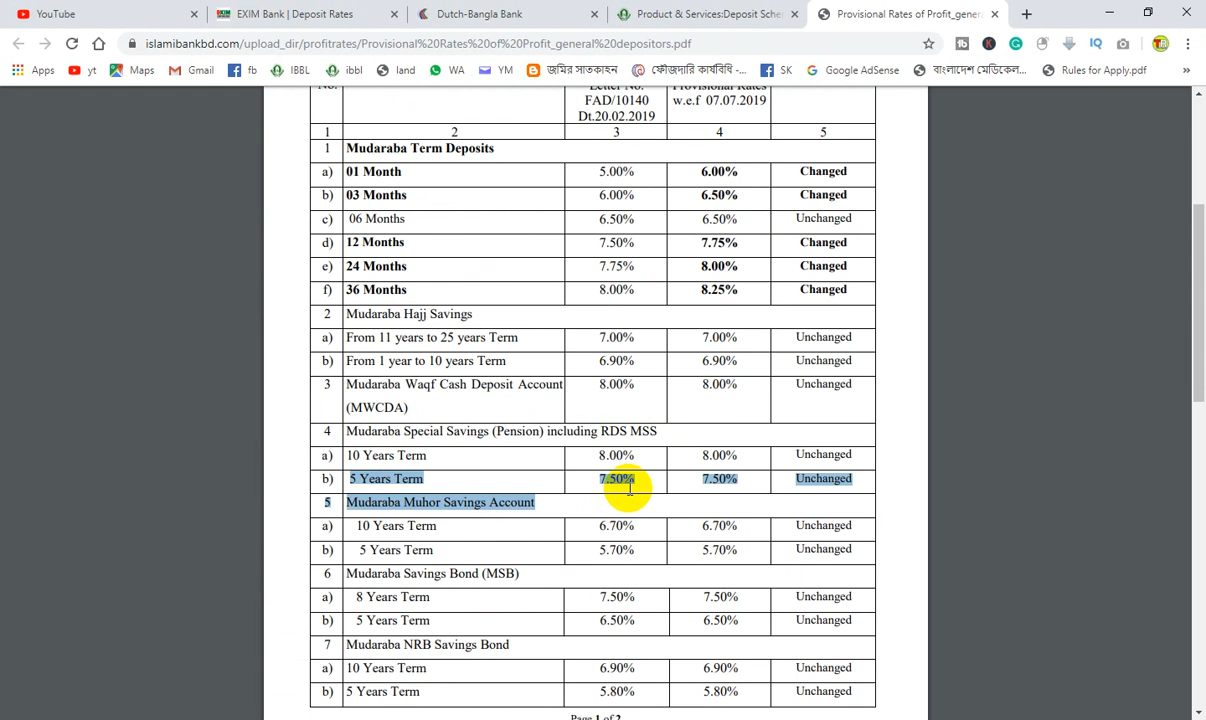 YouTube
EXIM Bank | Deposit Rates
Dutch-Bangla Bank
Product & Services:Deposit Sche
Provisional Rates of Profit_gener
islamibankbd.com/upload_dir/profitrates/Provisional%20Rates%20of%20Profit_general%20depositors.pdf
Apps yt Maps Gmail fb IBBL ibbl land WA YM জমির সাতকাহন ফৌজদারি কার্যবিধি -... SK Google AdSense বাংলাদেশ মেডিকেল... Rules for Apply.pdf »
No. Letter No. Provisional Rates
FAD/10140 w.e.f 07.07.2019
Dt.20.02.2019
1 2 3 4 5
1 Mudaraba Term Deposits
a) 01 Month 5.00% 6.00% Changed
b) 03 Months 6.00% 6.50% Changed
c) 06 Months 6.50% 6.50% Unchanged
d) 12 Months 7.50% 7.75% Changed
e) 24 Months 7.75% 8.00% Changed
f) 36 Months 8.00% 8.25% Changed
2 Mudaraba Hajj Savings
a) From 11 years to 25 years Term 7.00% 7.00% Unchanged
b) From 1 year to 10 years Term 6.90% 6.90% Unchanged
3 Mudaraba Waqf Cash Deposit Account 8.00% 8.00% Unchanged
(MWCDA)
4 Mudaraba Special Savings (Pension) including RDS MSS
a) 10 Years Term 8.00% 8.00% Unchanged
b) 5 Years Term 7.50% 7.50% Unchanged
5 Mudaraba Muhor Savings Account
a) 10 Years Term 6.70% 6.70% Unchanged
b) 5 Years Term 5.70% 5.70% Unchanged
6 Mudaraba Savings Bond (MSB)
a) 8 Years Term 7.50% 7.50% Unchanged
b) 5 Years Term 6.50% 6.50% Unchanged
7 Mudaraba NRB Savings Bond
a) 10 Years Term 6.90% 6.90% Unchanged
b) 5 Years Term 5.80% 5.80% Unchanged
Page 1 of 2